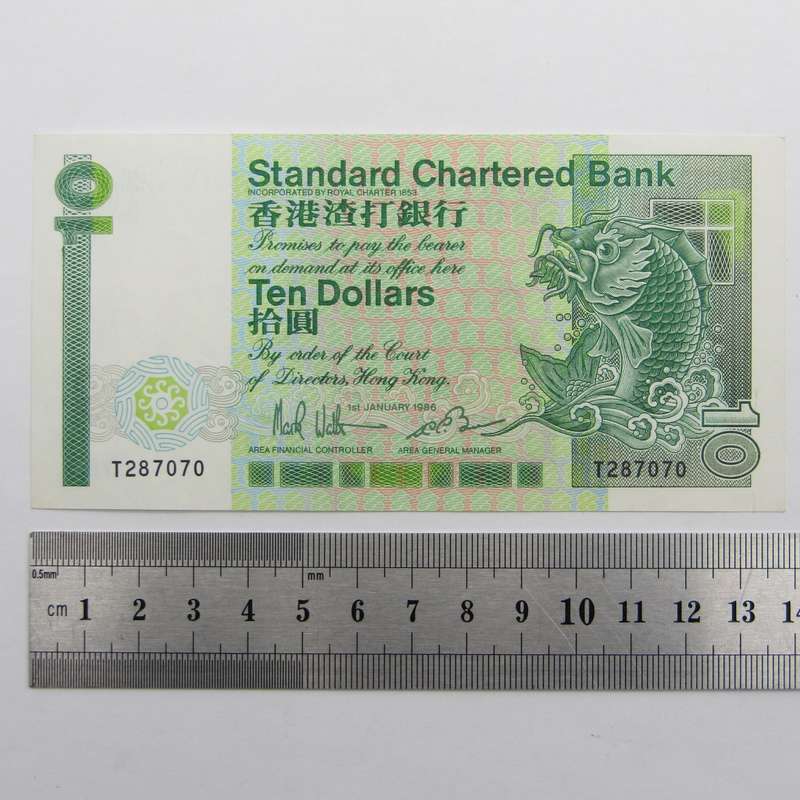 10
Standard Chartered Bank
INCORPORATED BY ROYAL CHARTER 1853
香港渣打銀行
Promises to pay the bearer
on demand at its office here
Ten Dollars
拾圓
By order of the Court
of Directors, Hong Kong.
1st JANUARY 1986
AREA FINANCIAL CONTROLLER AREA GENERAL MANAGER
T287070 T287070
10
0.5mm mm
cm 1 2 3 4 5 6 7 8 9 10 11 12 13 14